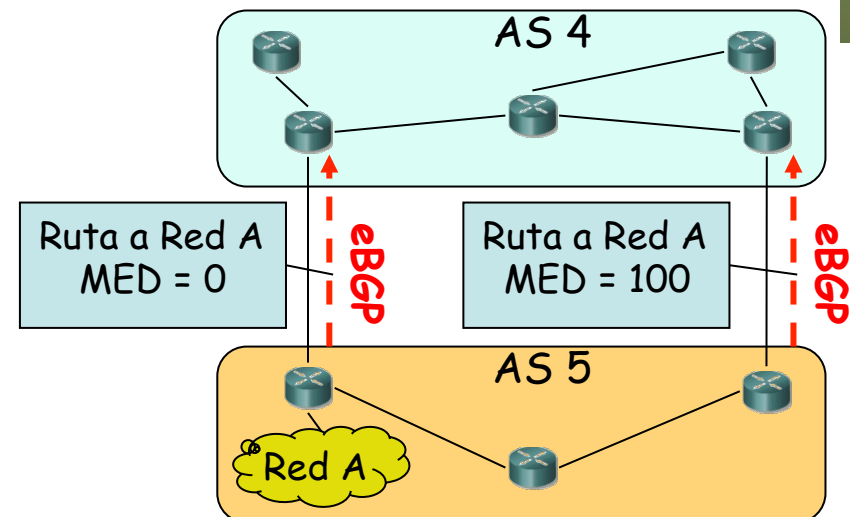 AS 4
Ruta a Red A
MED = 0
eBGP
Ruta a Red A
MED = 100
eBGP
AS 5
Red A